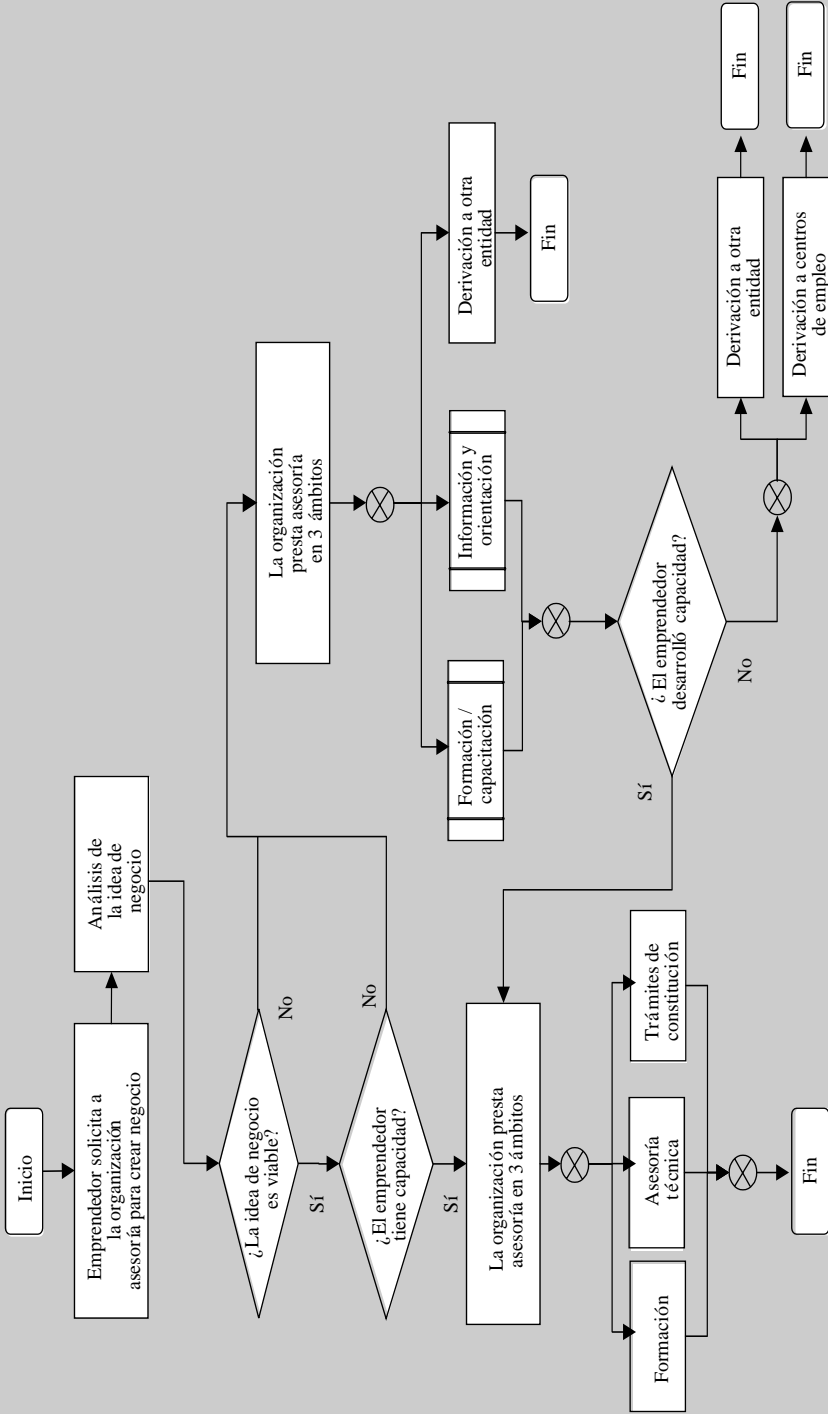 Inicio
Emprendedor solicita a
la organización
asesoría para crear negocio
Análisis de
la idea de
negocio
¿La idea de negocio
es viable?
No
Sí
¿El emprendedor
tiene capacidad?
No
Sí
La organización
presta asesoría
en 3 ámbitos
Formación /
capacitación
Información y
orientación
Derivación a otra
entidad
Fin
¿ El emprendedor
desarrolló capacidad?
Sí
No
Derivación a otra
entidad
Fin
Derivación a centros
de empleo
Fin
La organización presta
asesoría en 3 ámbitos
Formación
Asesoría
técnica
Trámites de
constitución
Fin